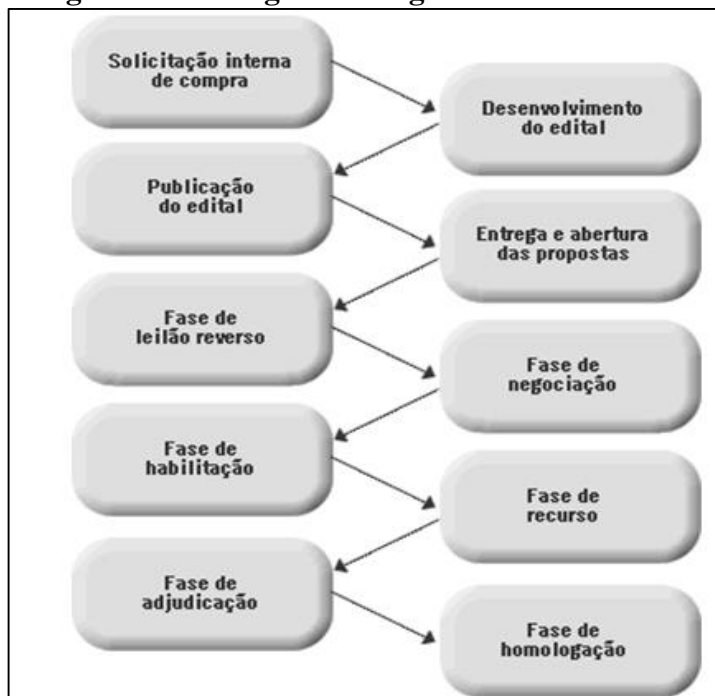 Solicitação interna
de compra
Desenvolvimento
do edital
Publicação
do edital
Entrega e abertura
das propostas
Fase de
leilão reverso
Fase de
negociação
Fase de
habilitação
Fase de
recurso
Fase de
adjudicação
Fase de
homologação